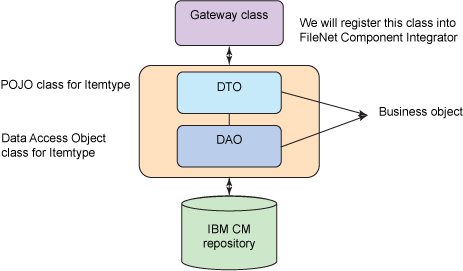 Gateway class
We will register this class into
FileNet Component Integrator
POJO class for Itemtype
DTO
Business object
Data Access Object
class for Itemtype
DAO
IBM CM
repository